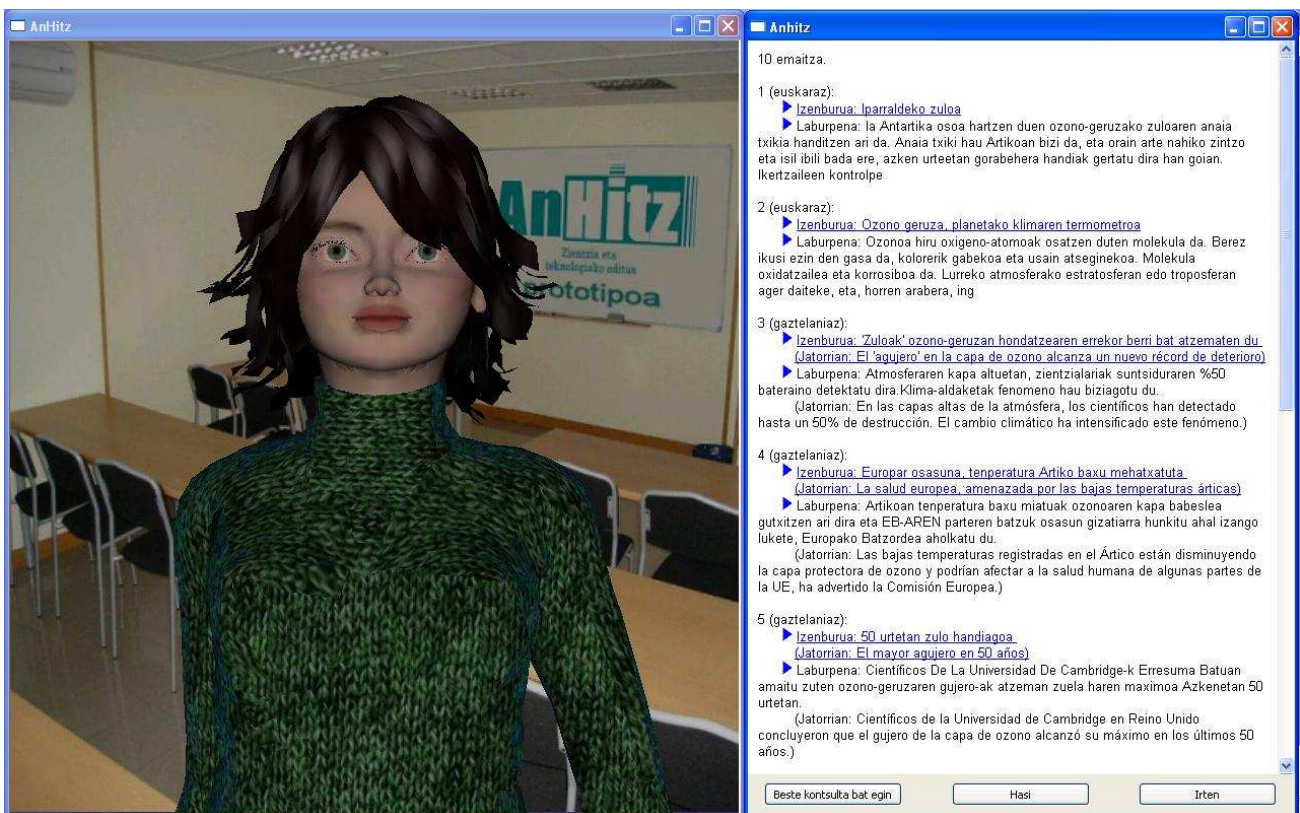 AnHitz
AnHitz
Zientzia eta
teknologiako aditua
prototipoa
Anhitz
10 emaitza.
1 (euskaraz):
Izenburua: Iparraldeko zuloa
Laburpena: Ia Antartika osoa hartzen duen ozono-geruzako zuloaren anaia
txikia handitzen ari da. Anaia txiki hau Artikoan bizi da, eta orain arte nahiko zintzo
eta isil ibili bada ere, azken urteetan gorabehera handiak gertatu dira han goian.
Ikertzaileen kontrolpe
2 (euskaraz):
Izenburua: Ozono geruza, planetako klimaren termometroa
Laburpena: Ozonoa hiru oxigeno-atomoak osatzen duten molekula da. Berez
ikusi ezin den gasa da, kolorerik gabekoa eta usain atseginekoa. Molekula
oxidatzailea eta korrosiboa da. Lurreko atmosferako estratosferan edo troposferan
ager daiteke, eta, horren arabera, ing
3 (gaztelaniaz):
Izenburua: 'Zuloak' ozono-geruzan hondatzearen errekor berri bat atzematen du
(Jatorrian: El 'agujero' en la capa de ozono alcanza un nuevo récord de deterioro)
Laburpena: Atmosferaren kapa altuetan, zientzialariak suntsiduraren %50
bateraino detektatu dira.Klima-aldaketak fenomeno hau biziagotu du.
(Jatorrian: En las capas altas de la atmósfera, los científicos han detectado
hasta un 50% de destrucción. El cambio climático ha intensificado este fenómeno.)
4 (gaztelaniaz):
Izenburua: Europar osasuna, tenperatura Artiko baxu mehatxatuta
(Jatorrian: La salud europea, amenazada por las bajas temperaturas árticas)
Laburpena: Artikoan tenperatura baxu miatuak ozonoaren kapa babeslea
gutxitzen ari dira eta EB-AREN parteren batzuk osasun gizatiarra hunkitu ahal izango
lukete, Europako Batzordea aholkatu du.
(Jatorrian: Las bajas temperaturas registradas en el Ártico están disminuyendo
la capa protectora de ozono y podrían afectar a la salud humana de algunas partes de
la UE, ha advertido la Comisión Europea.)
5 (gaztelaniaz):
Izenburua: 50 urtetan zulo handiagoa
(Jatorrian: El mayor agujero en 50 años)
Laburpena: Científicos De La Universidad De Cambridge-k Erresuma Batuan
amaitu zuten ozono-geruzaren gujero-ak atzeman zuela haren maximoa Azkenetan 50
urtetan.
(Jatorrian: Científicos de la Universidad de Cambridge en Reino Unido
concluyeron que el gujero de la capa de ozono alcanzó su máximo en los últimos 50
años.)
Beste kontsulta bat egin
Hasi
Irten